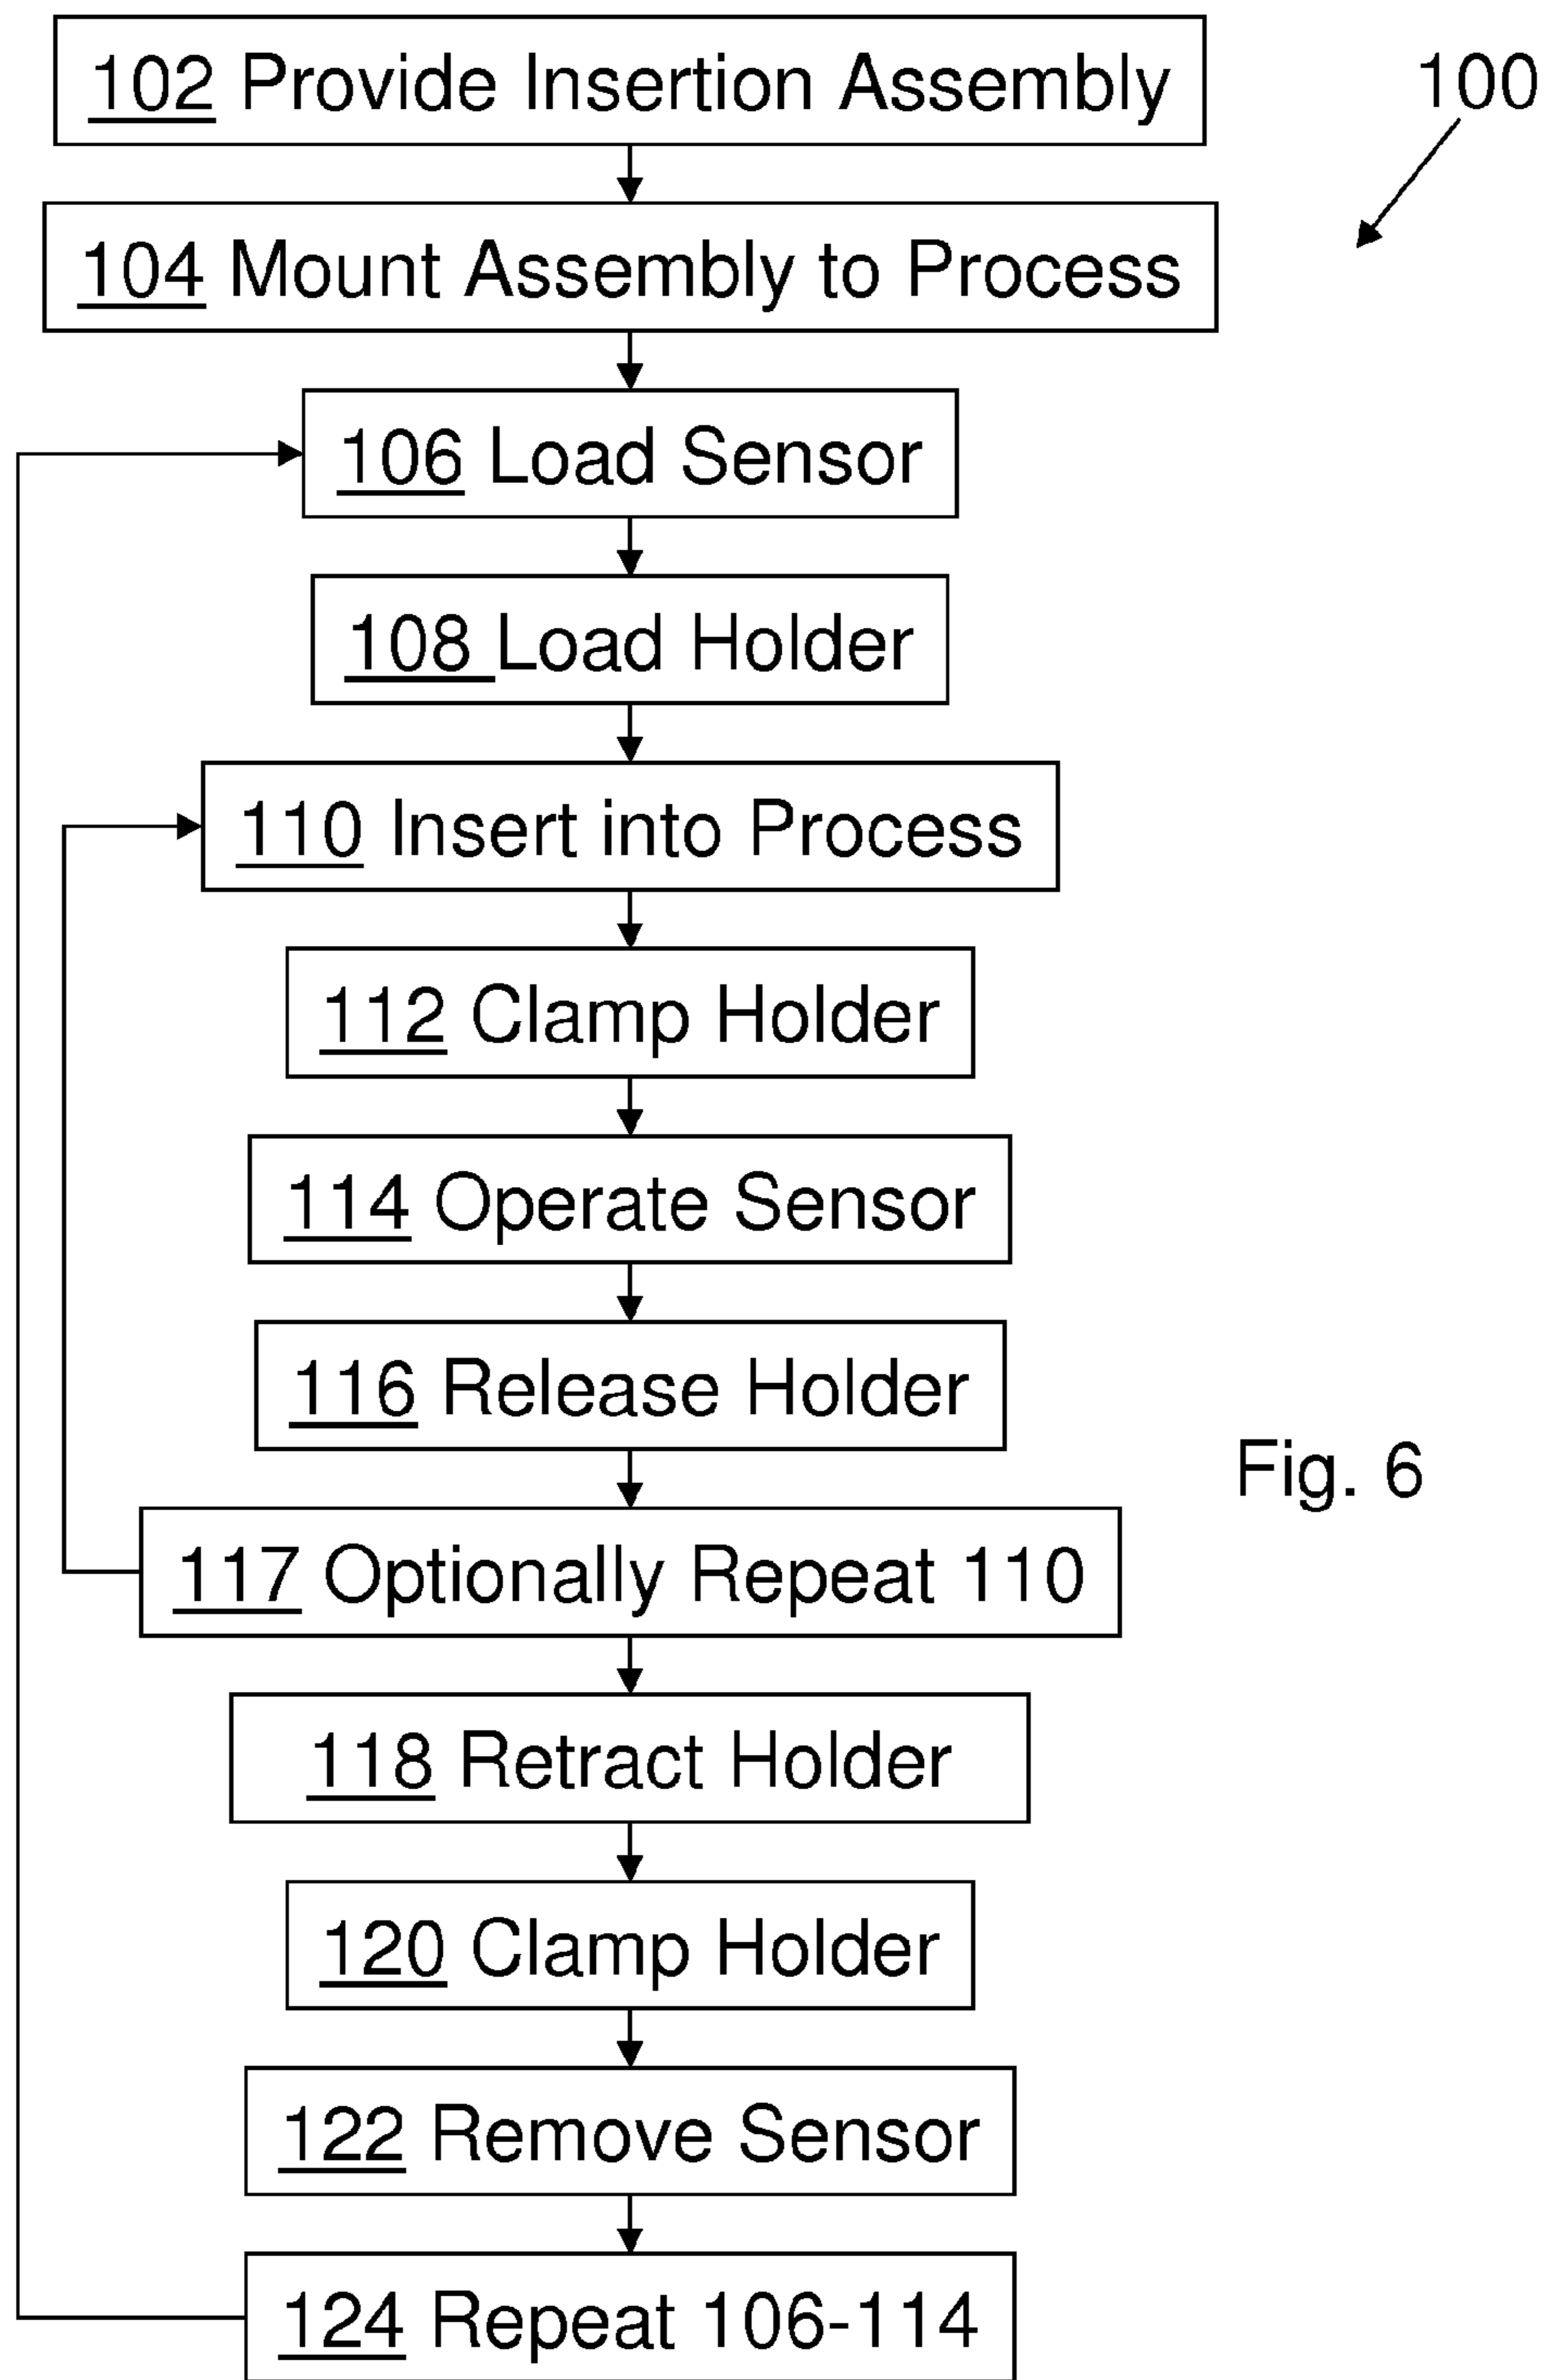 102 Provide Insertion Assembly
100
104 Mount Assembly to Process
106 Load Sensor
108 Load Holder
110 Insert into Process
112 Clamp Holder
114 Operate Sensor
116 Release Holder
Fig. 6
117 Optionally Repeat 110
118 Retract Holder
120 Clamp Holder
122 Remove Sensor
124 Repeat 106-114